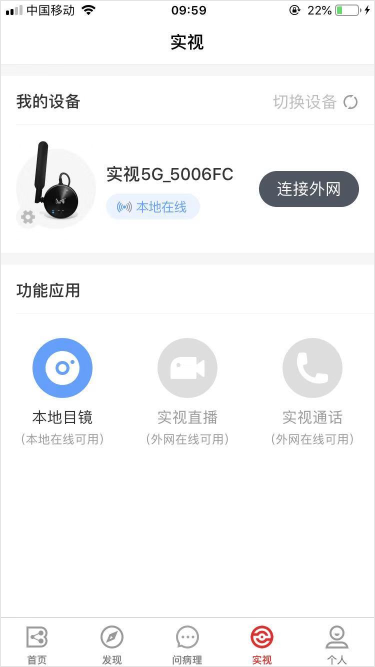 中国移动 09:59 22%
实视
我的设备 切换设备
实视5G_5006FC
本地在线
连接外网
功能应用
本地目镜 实视直播 实视通话
(本地在线可用) (外网在线可用) (外网在线可用)
首页 发现 问病理 实视 个人